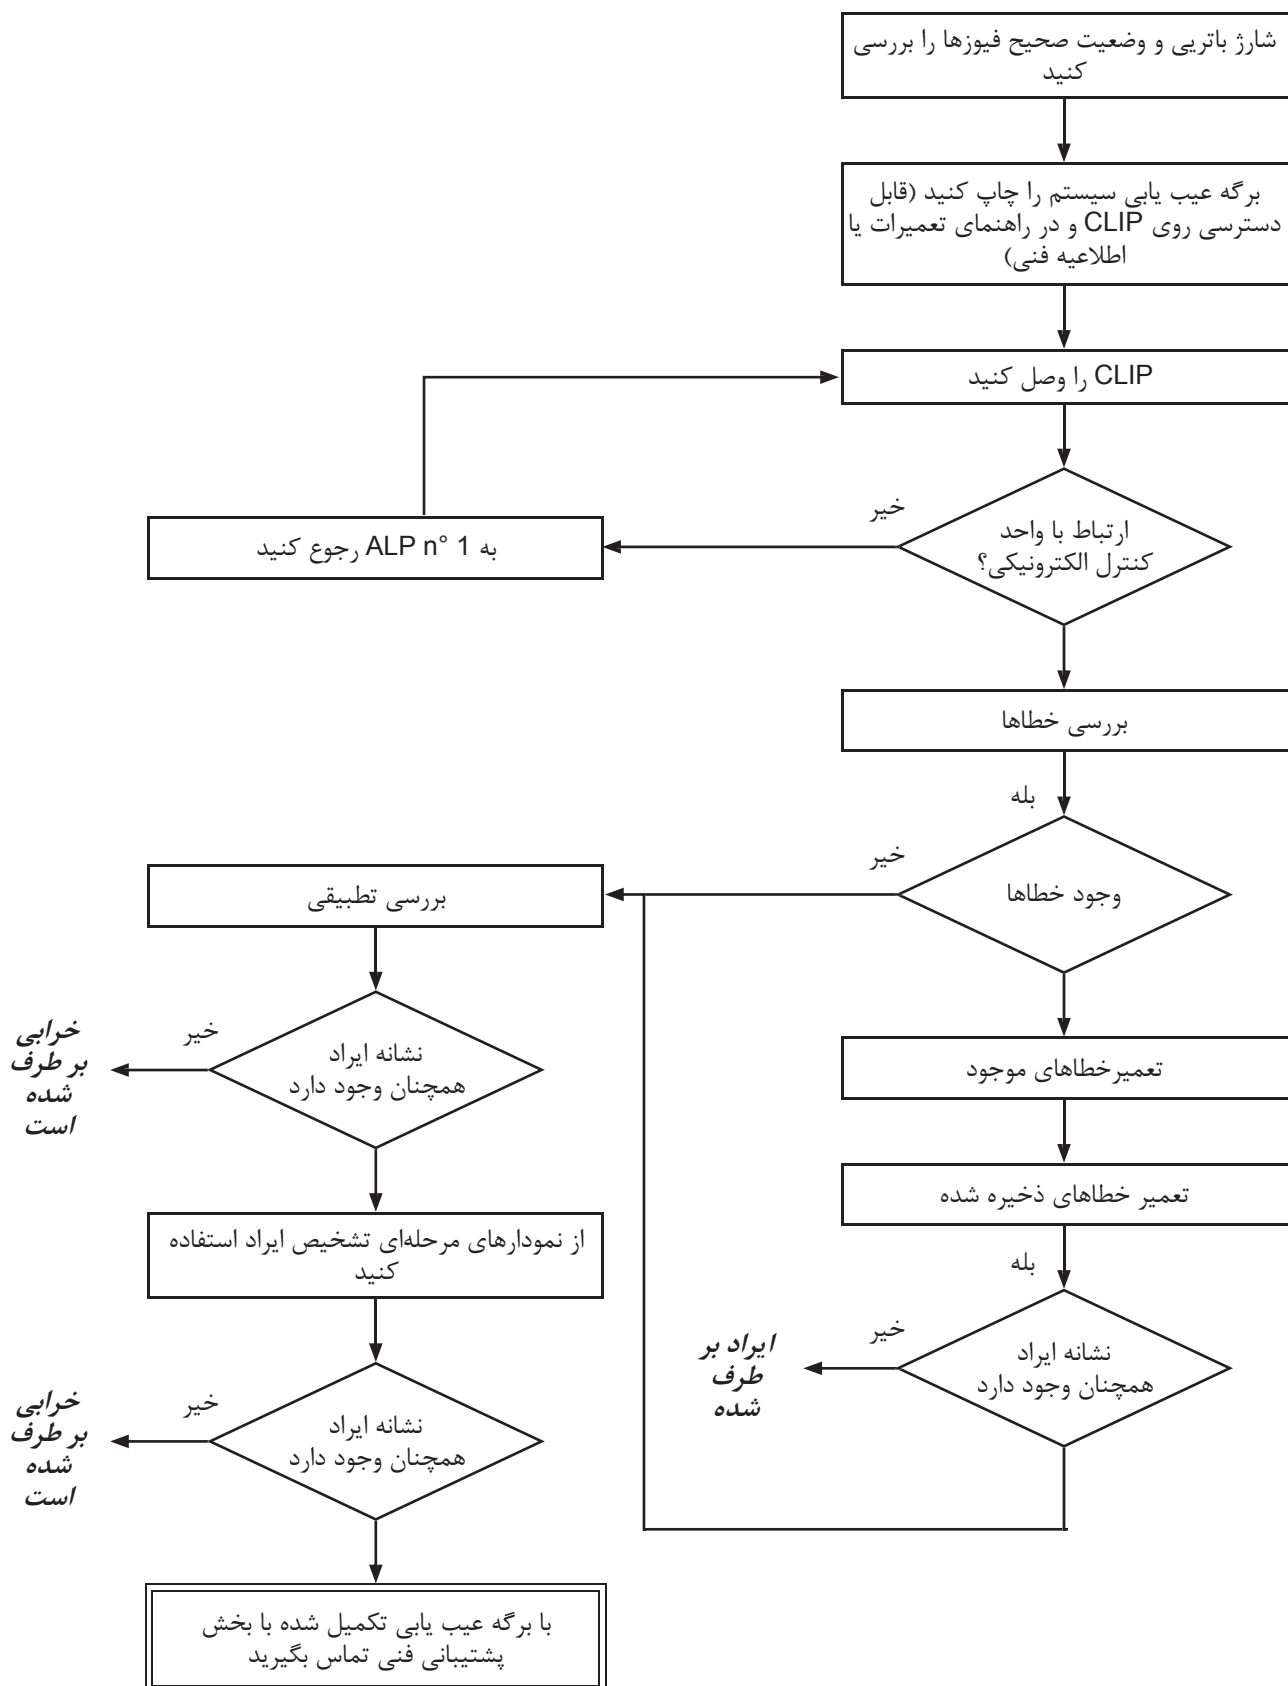 شارژ باتریی و وضعیت صحیح فیوزها را بررسی
کنید
برگه عیب یابی سیستم را چاپ کنید (قابل
دسترسی روی CLIP و در راهنمای تعمیرات یا
اطلاعیه فنی)
CLIP را وصل کنید
خیر
ارتباط با واحد
کنترل الکترونیکی؟
به ALP n° 1 رجوع کنید
بررسی خطاها
بله
خیر
وجود خطاها
بررسی تطبیقی
تعمیرخطاهای موجود
تعمیر خطاهای ذخیره شده
بله
خیر
نشانه ایراد
همچنان وجود دارد
ایراد بر
طرف
شده
خیر
نشانه ایراد
همچنان وجود دارد
خرابی
بر طرف
شده
است
از نمودارهای مرحله‌ای تشخیص ایراد استفاده
کنید
خیر
نشانه ایراد
همچنان وجود دارد
خرابی
بر طرف
شده
است
با برگه عیب یابی تکمیل شده با بخش
پشتیبانی فنی تماس بگیرید